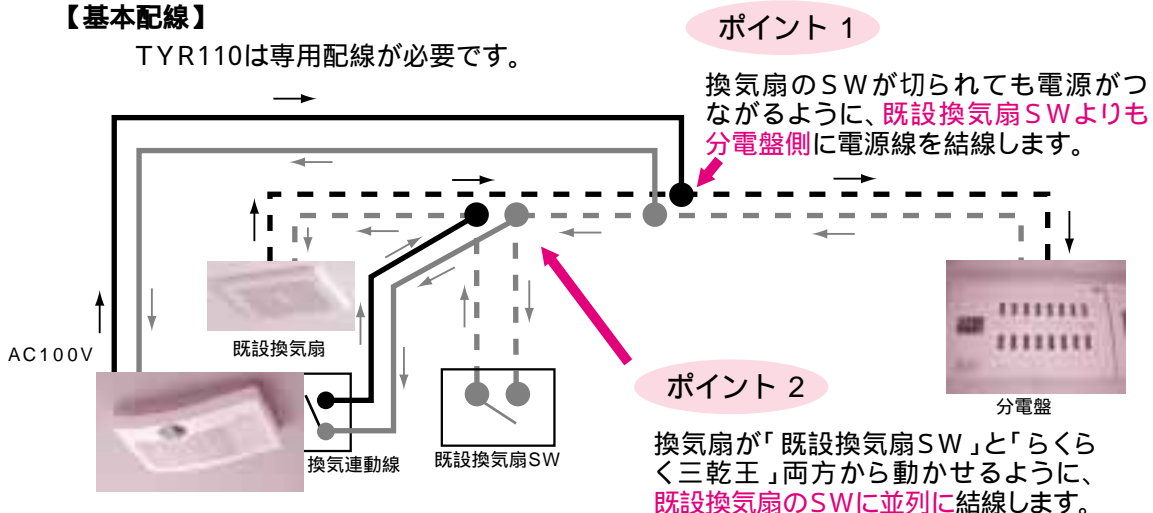 【基本配線】
TYR110は専用配線が必要です。
ポイント 1
換気扇のSWが切られても電源がつ
ながるように、既設換気扇SWよりも
分電盤側に電源線を結線します。
AC100V
既設換気扇
換気連動線
既設換気扇SW
分電盤
ポイント 2
換気扇が「既設換気扇SW」と「らくら
く三乾王」両方から動かせるように、
既設換気扇のSWに並列に結線します。